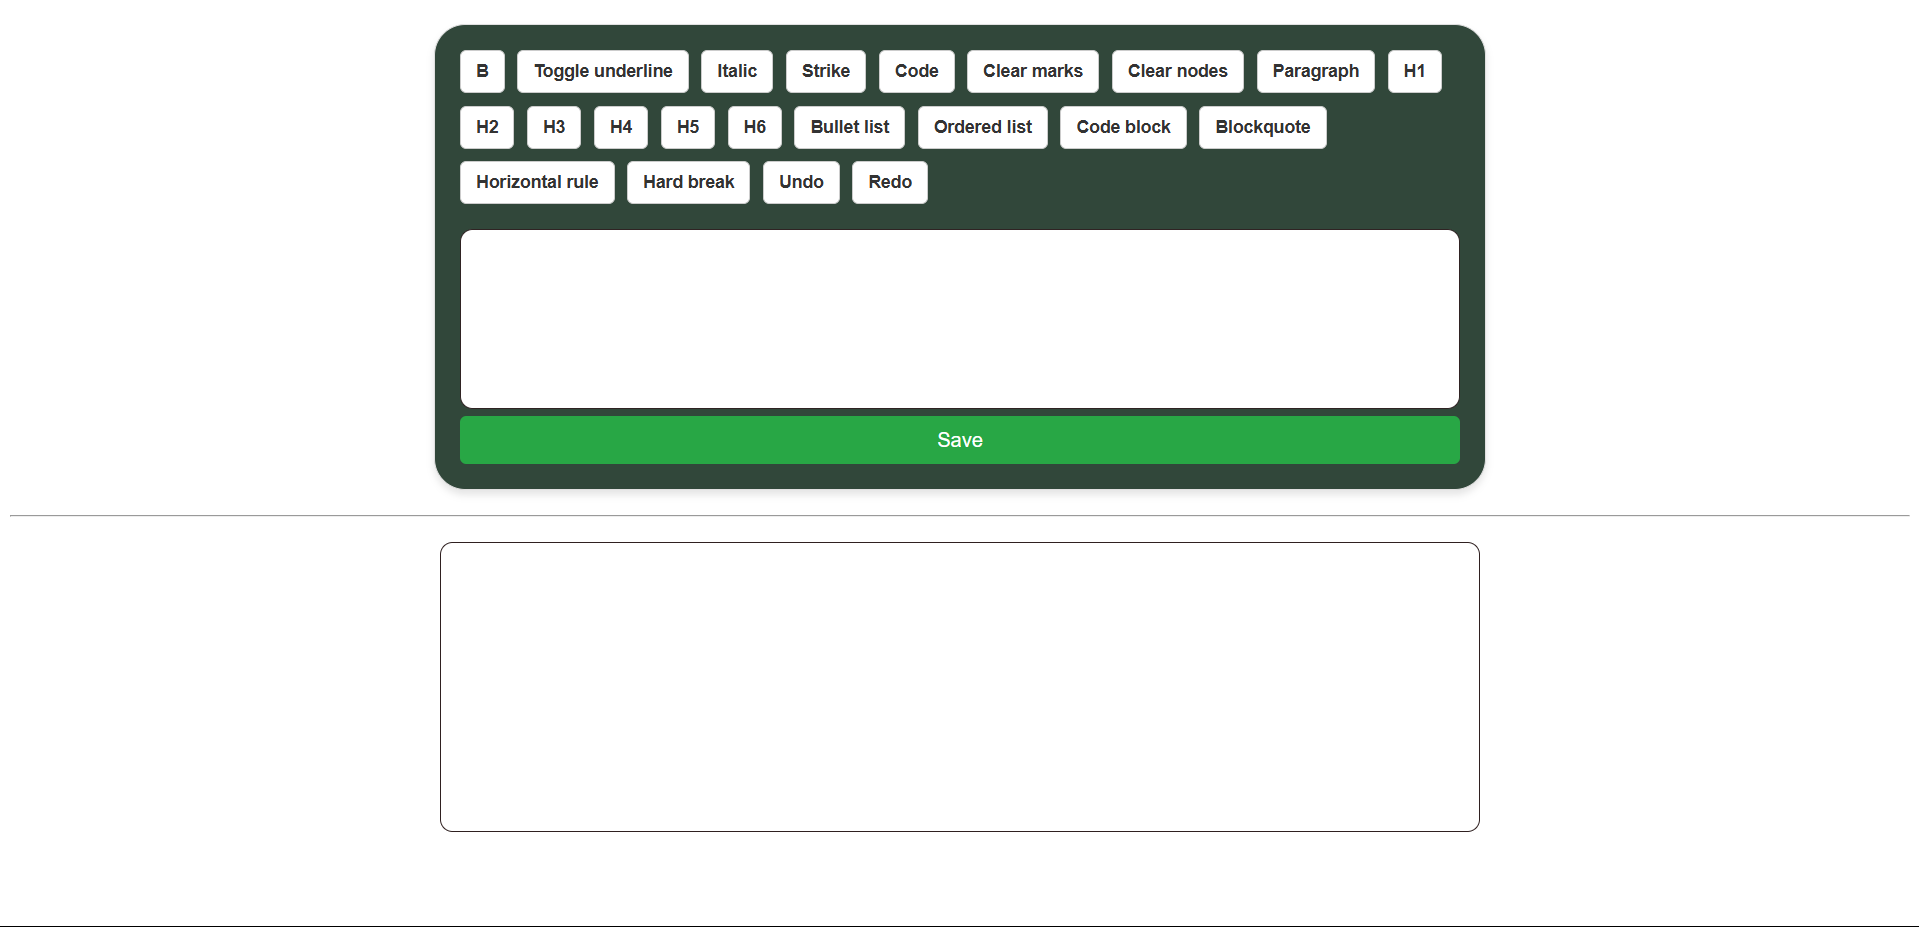 B Toggle underline Italic Strike Code Clear marks Clear nodes Paragraph H1
H2 H3 H4 H5 H6 Bullet list Ordered list Code block Blockquote
Horizontal rule Hard break Undo Redo
Save